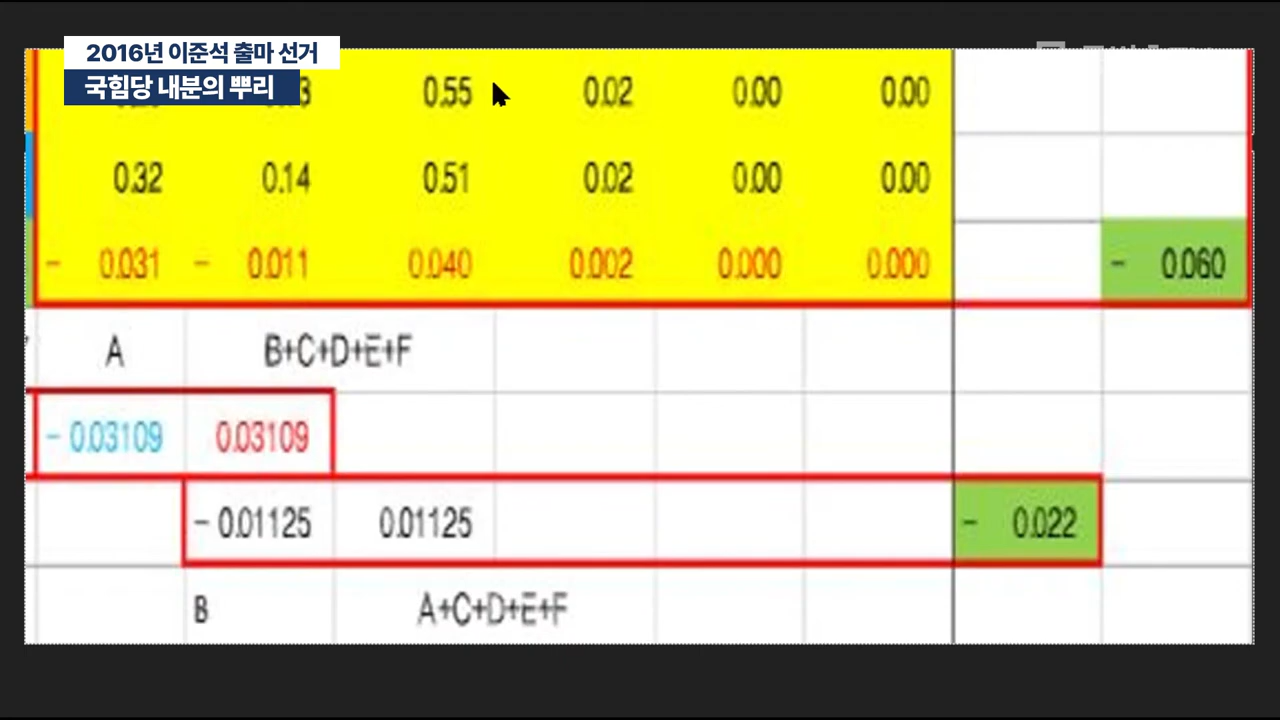 2016년 이준석 출마 선거
국힘당 내분의 뿌리
0.55 0.02 0.00 0.00
0.32 0.14 0.51 0.02 0.00 0.00
- 0.031 - 0.011 0.040 0.002 0.000 0.000 - 0.060
A B+C+D+E+F
- 0.03109 0.03109
- 0.01125 0.01125 - 0.022
B A+C+D+E+F